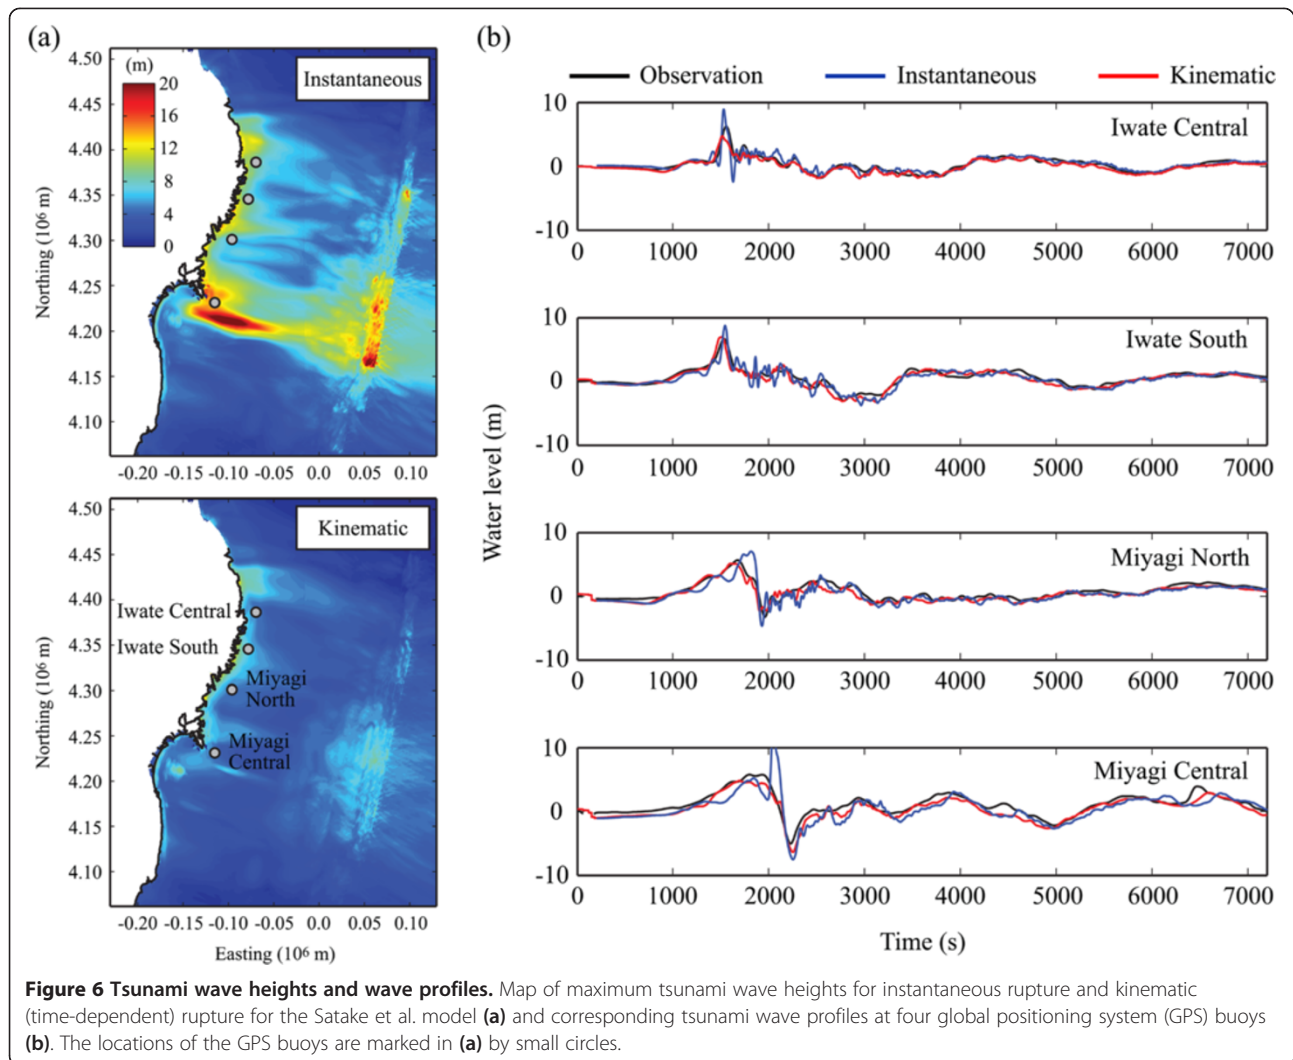 (a)
4.50
(m)
20
Instantaneous
4.45
16
4.40
12
4.35
8
4.30
4
0
4.25
4.20
4.15
4.10
Northing (10⁶ m)
-0.20 -0.15 -0.10 -0.05 0.0 0.05 0.10
4.50
Kinematic
4.45
4.40
Iwate Central
4.35
Iwate South
Miyagi
4.30
North
4.25
Miyagi
Central
4.20
4.15
4.10
Northing (10⁶ m)
-0.20 -0.15 -0.10 -0.05 0.0 0.05 0.10
Easting (10⁶ m)
(b)
Observation Instantaneous Kinematic
10
Iwate Central
0
-10
0 1000 2000 3000 4000 5000 6000 7000
10
Iwate South
0
-10
0 1000 2000 3000 4000 5000 6000 7000
Water level (m)
10
Miyagi North
0
-10
0 1000 2000 3000 4000 5000 6000 7000
10
Miyagi Central
0
-10
0 1000 2000 3000 4000 5000 6000 7000
Time (s)
Figure 6 Tsunami wave heights and wave profiles. Map of maximum tsunami wave heights for instantaneous rupture and kinematic
(time-dependent) rupture for the Satake et al. model (a) and corresponding tsunami wave profiles at four global positioning system (GPS) buoys
(b). The locations of the GPS buoys are marked in (a) by small circles.